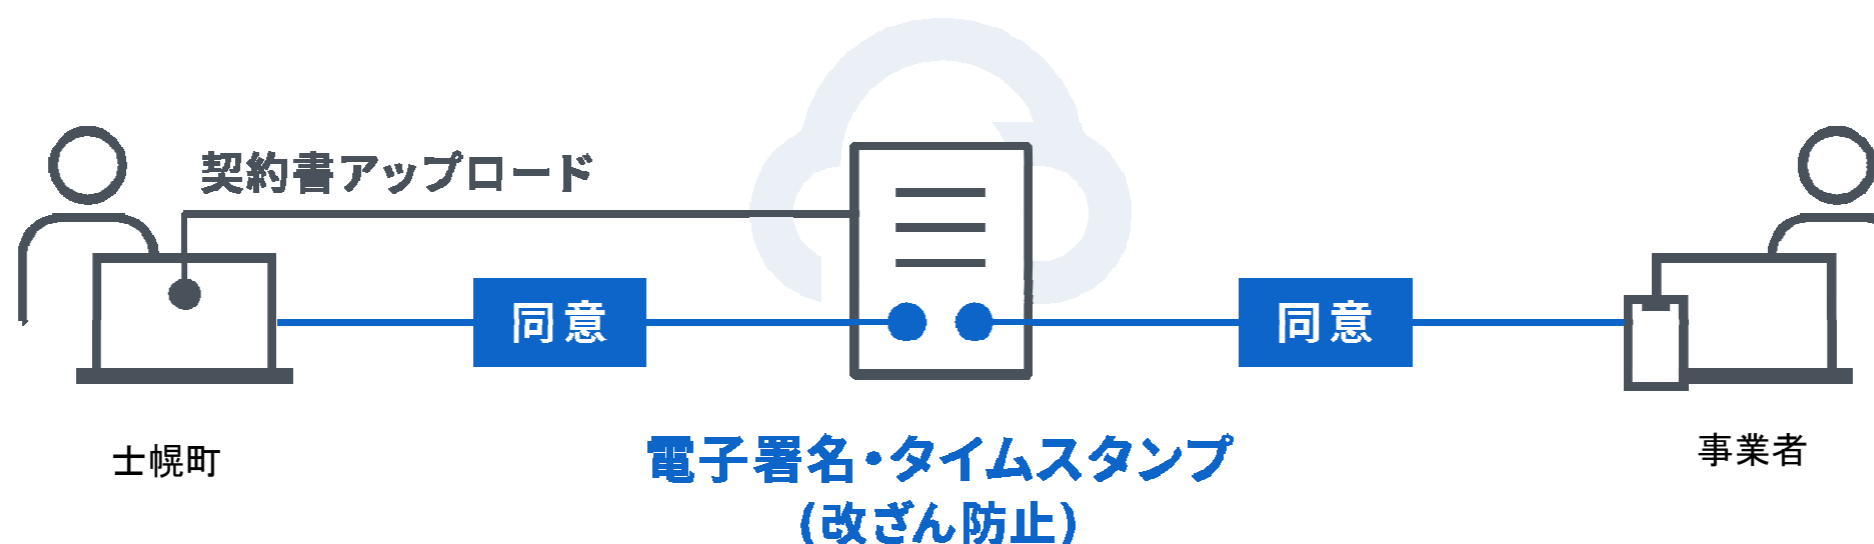 契約書アップロード
同意
同意
士幌町
電子署名・タイムスタンプ
(改ざん防止)
事業者